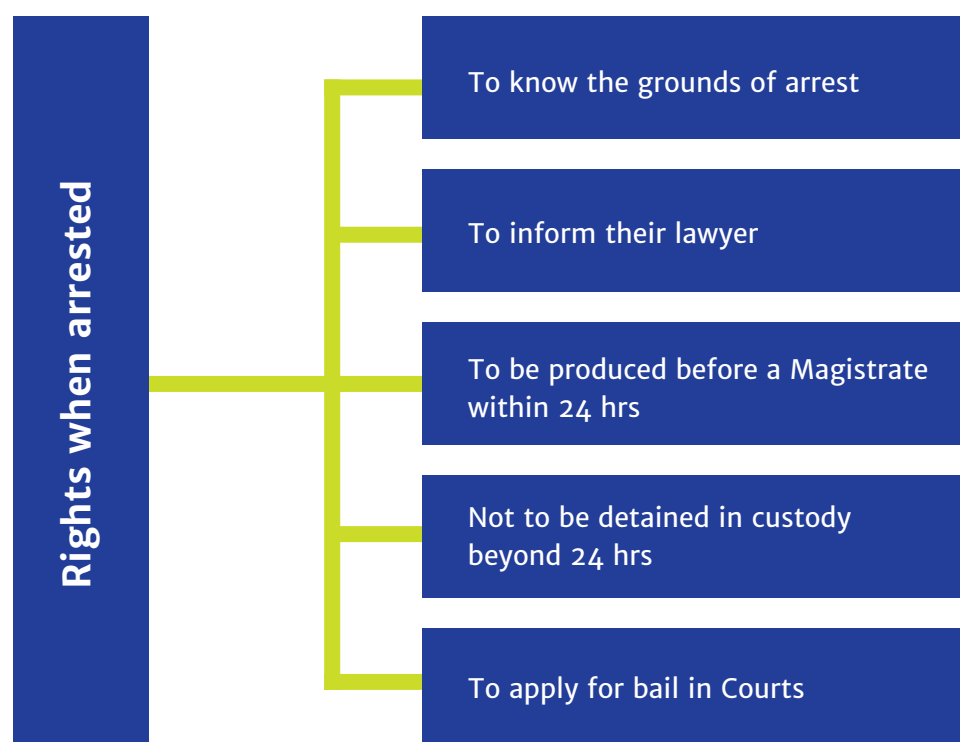 Rights when arrested
To know the grounds of arrest
To inform their lawyer
To be produced before a Magistrate
within 24 hrs
Not to be detained in custody
beyond 24 hrs
To apply for bail in Courts